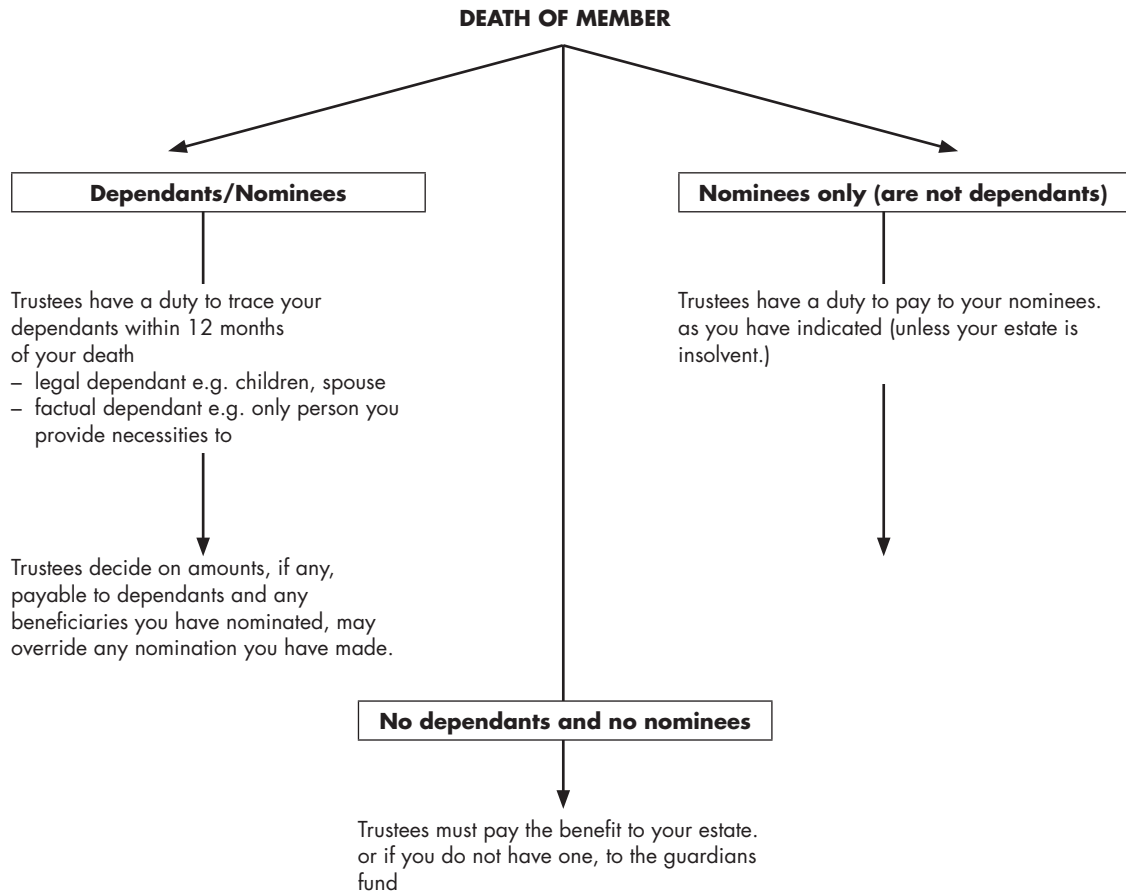 DEATH OF MEMBER
Dependants/Nominees
Trustees have a duty to trace your
dependants within 12 months
of your death
– legal dependant e.g. children, spouse
– factual dependant e.g. only person you
provide necessities to
Trustees decide on amounts, if any,
payable to dependants and any
beneficiaries you have nominated, may
override any nomination you have made.
Nominees only (are not dependants)
Trustees have a duty to pay to your nominees.
as you have indicated (unless your estate is
insolvent.)
No dependants and no nominees
Trustees must pay the benefit to your estate.
or if you do not have one, to the guardians
fund